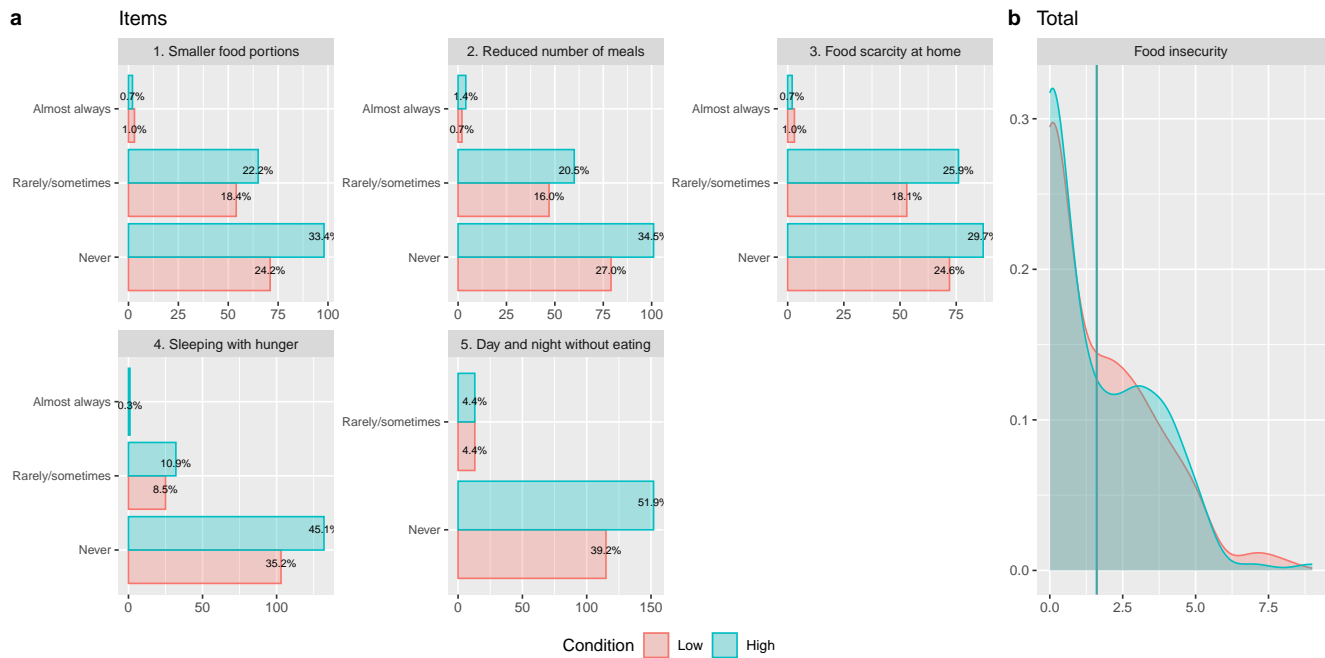 a Items
1. Smaller food portions
Almost always
Rarely/sometimes
Never
0.7%
1.0%
22.2%
18.4%
33.4%
24.2%
0 25 50 75 100
2. Reduced number of meals
Almost always
Rarely/sometimes
Never
1.4%
0.7%
20.5%
16.0%
34.5%
27.0%
0 25 50 75 100
3. Food scarcity at home
Almost always
Rarely/sometimes
Never
0.7%
1.0%
25.9%
18.1%
29.7%
24.6%
0 25 50 75
4. Sleeping with hunger
Almost always
Rarely/sometimes
Never
0.3%
10.9%
8.5%
45.1%
35.2%
0 50 100
5. Day and night without eating
Rarely/sometimes
Never
4.4%
4.4%
51.9%
39.2%
0 50 100 150
b Total
Food insecurity
0.3
0.2
0.1
0.0
0.0 2.5 5.0 7.5
Condition Low High